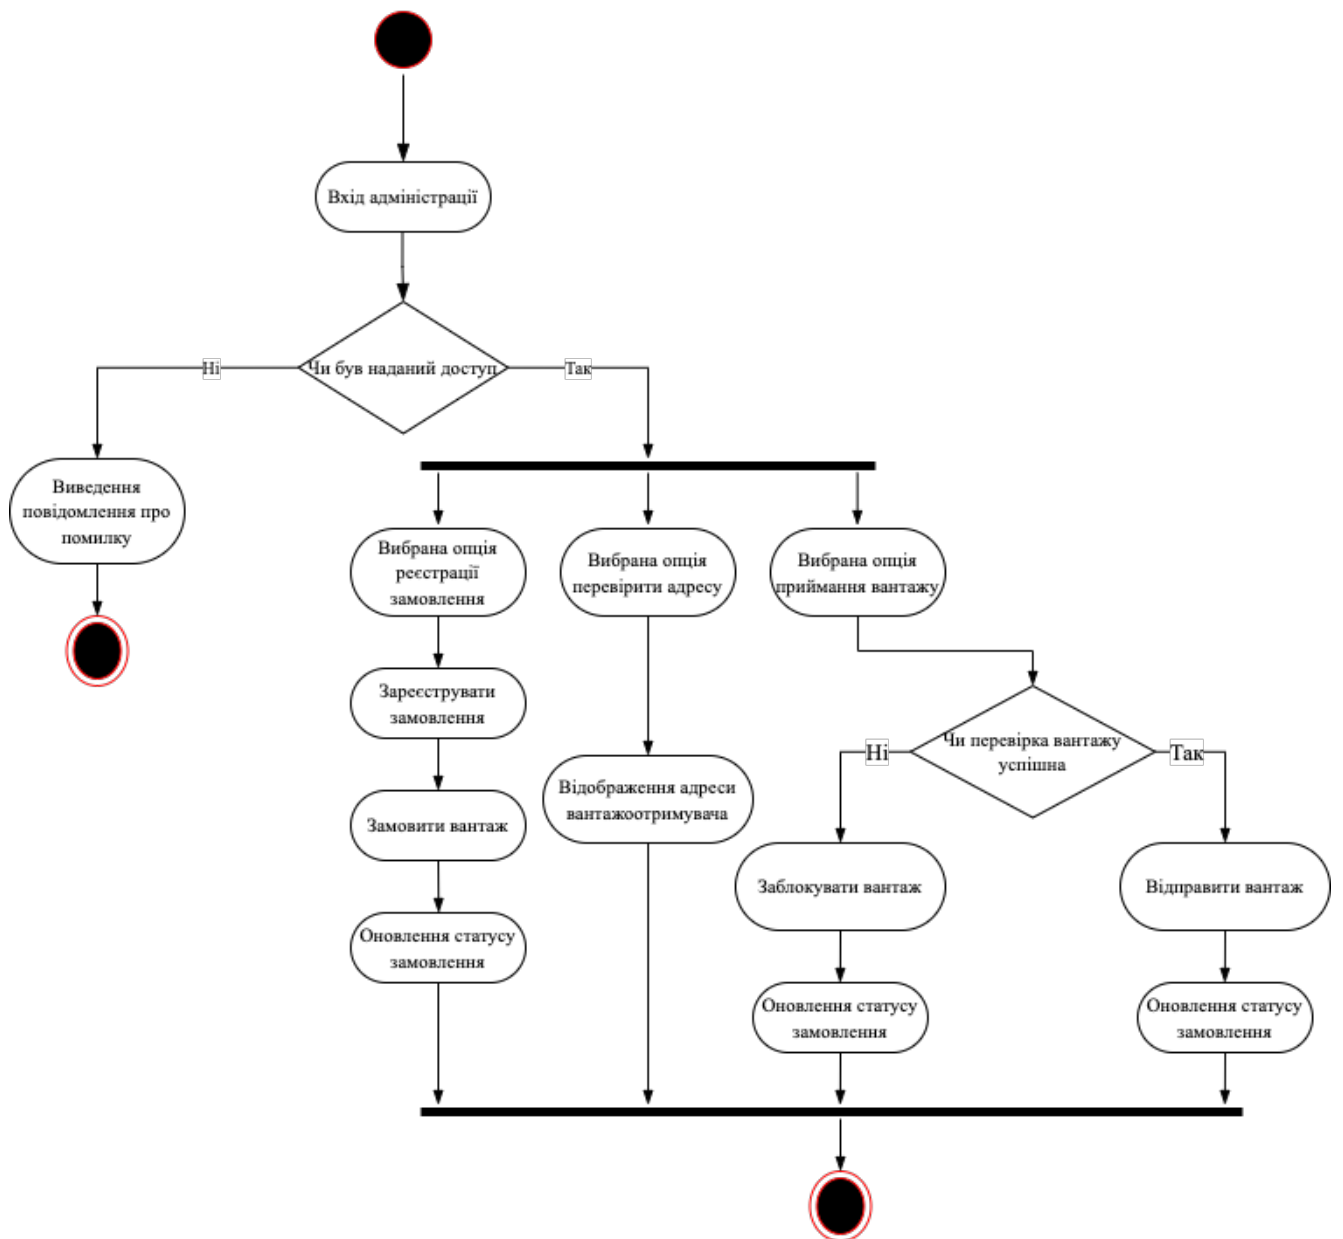 Вхід адміністрації
Чи був наданий доступ
Ні
Так
Виведення
повідомлення про
помилку
Вибрана опція
реєстрації
замовлення
Вибрана опція
перевірити адресу
Вибрана опція
приймання вантажу
Зареєструвати
замовлення
Чи перевірка вантажу
успішна
Ні
Так
Замовити вантаж
Відображення адреси
вантажоотримувача
Заблокувати вантаж
Відправити вантаж
Оновлення статусу
замовлення
Оновлення статусу
замовлення
Оновлення статусу
замовлення